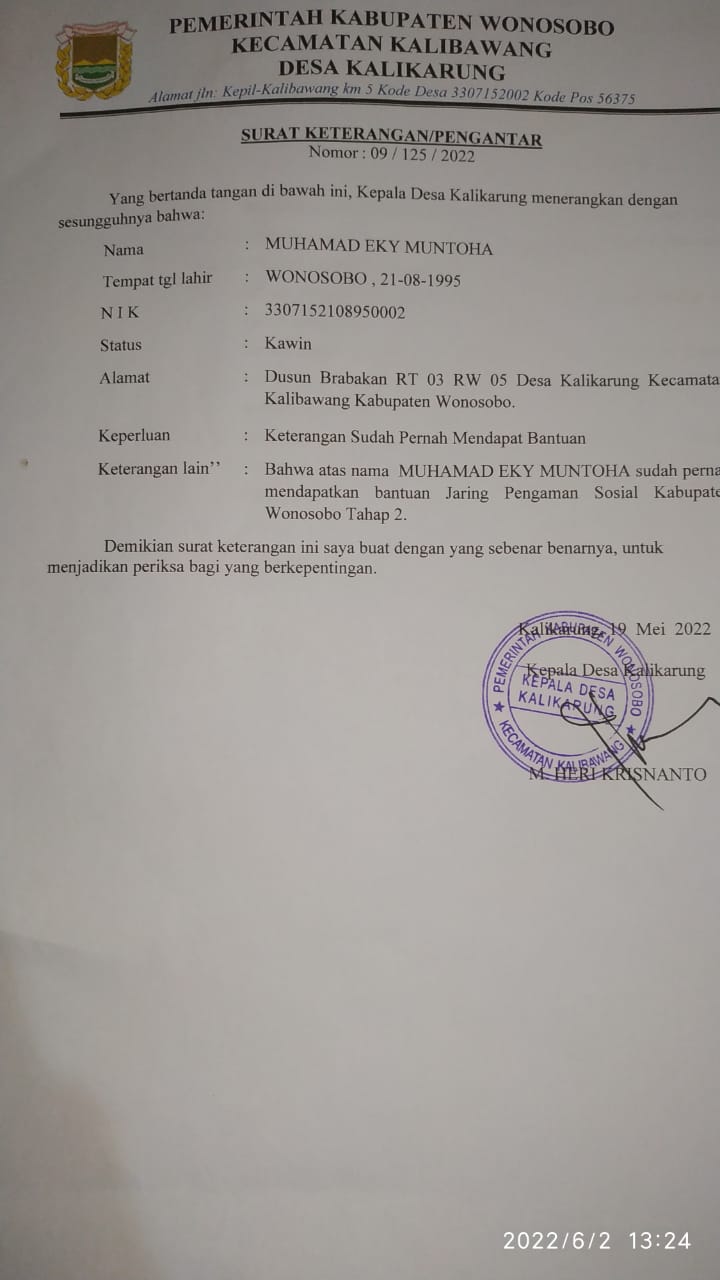 PEMERINTAH KABUPATEN WONOSOBO
KECAMATAN KALIBAWANG
DESA KALIKARUNG
Alamat jln: Kepil-Kalibawang km 5 Kode Desa 3307152002 Kode Pos 56375
SURAT KETERANGAN/PENGANTAR
Nomor : 09 / 125 / 2022
Yang bertanda tangan di bawah ini, Kepala Desa Kalikarung menerangkan dengan
sesungguhnya bahwa:
Nama : MUHAMAD EKY MUNTOHA
Tempat tgl lahir : WONOSOBO , 21-08-1995
N I K : 3307152108950002
Status : Kawin
Alamat : Dusun Brabakan RT 03 RW 05 Desa Kalikarung Kecamata
Kalibawang Kabupaten Wonosobo.
Keperluan : Keterangan Sudah Pernah Mendapat Bantuan
Keterangan lain’’ : Bahwa atas nama MUHAMAD EKY MUNTOHA sudah perna
mendapatkan bantuan Jaring Pengaman Sosial Kabupate
Wonosobo Tahap 2.
Demikian surat keterangan ini saya buat dengan yang sebenar benarnya, untuk
menjadikan periksa bagi yang berkepentingan.
Kalikarung, 19 Mei 2022
Kepala Desa Kalikarung
PEMERINTAH KABUPATEN WONOSOBO
KEPALA DESA
KALIKARUNG
★ KECAMATAN KALIBAWANG ★
M. HERI KRISNANTO
2022/6/2 13:24